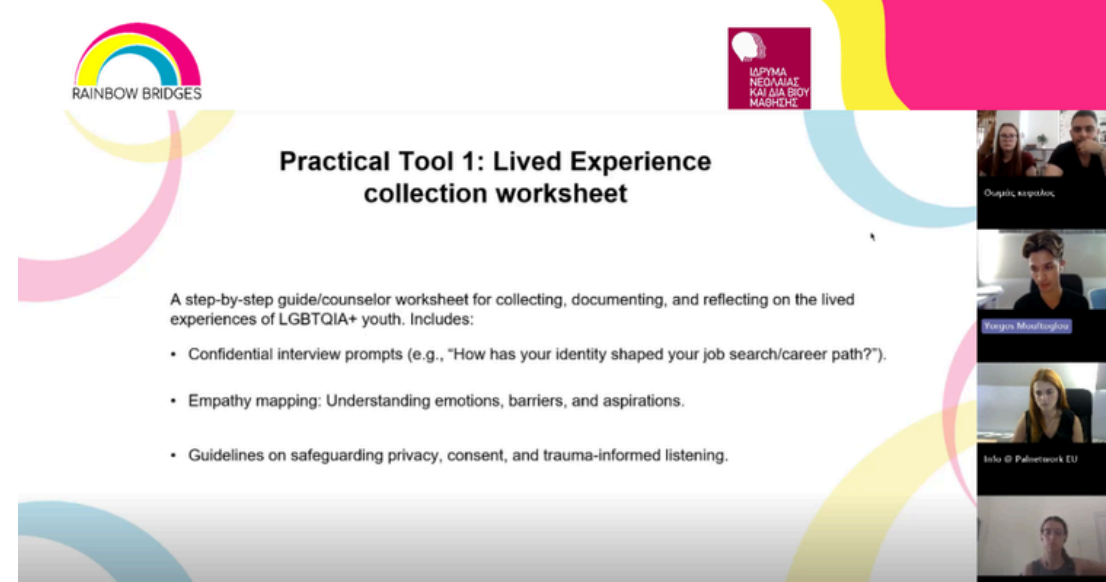 RAINBOW BRIDGES
ΙΔΡΥΜΑ
ΝΕΟΛΑΙΑΣ
ΚΑΙ ΔΙΑ ΒΙΟΥ
ΜΑΘΗΣΗΣ
Practical Tool 1: Lived Experience
collection worksheet
A step-by-step guide/counselor worksheet for collecting, documenting, and reflecting on the lived
experiences of LGBTQIA+ youth. Includes:
• Confidential interview prompts (e.g., “How has your identity shaped your job search/career path?”).
• Empathy mapping: Understanding emotions, barriers, and aspirations.
• Guidelines on safeguarding privacy, consent, and trauma-informed listening.
Θωμάς κεφαλος
Yorgos Moultoglou
Info @ Palnetwork EU